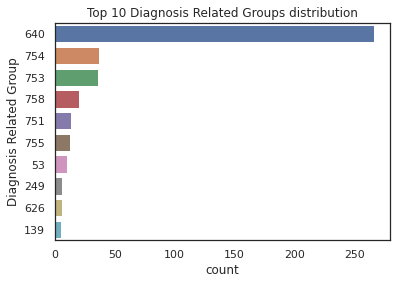 Top 10 Diagnosis Related Groups distribution
Diagnosis Related Group
640
754
753
758
751
755
53
249
626
139
0 50 100 150 200 250
count